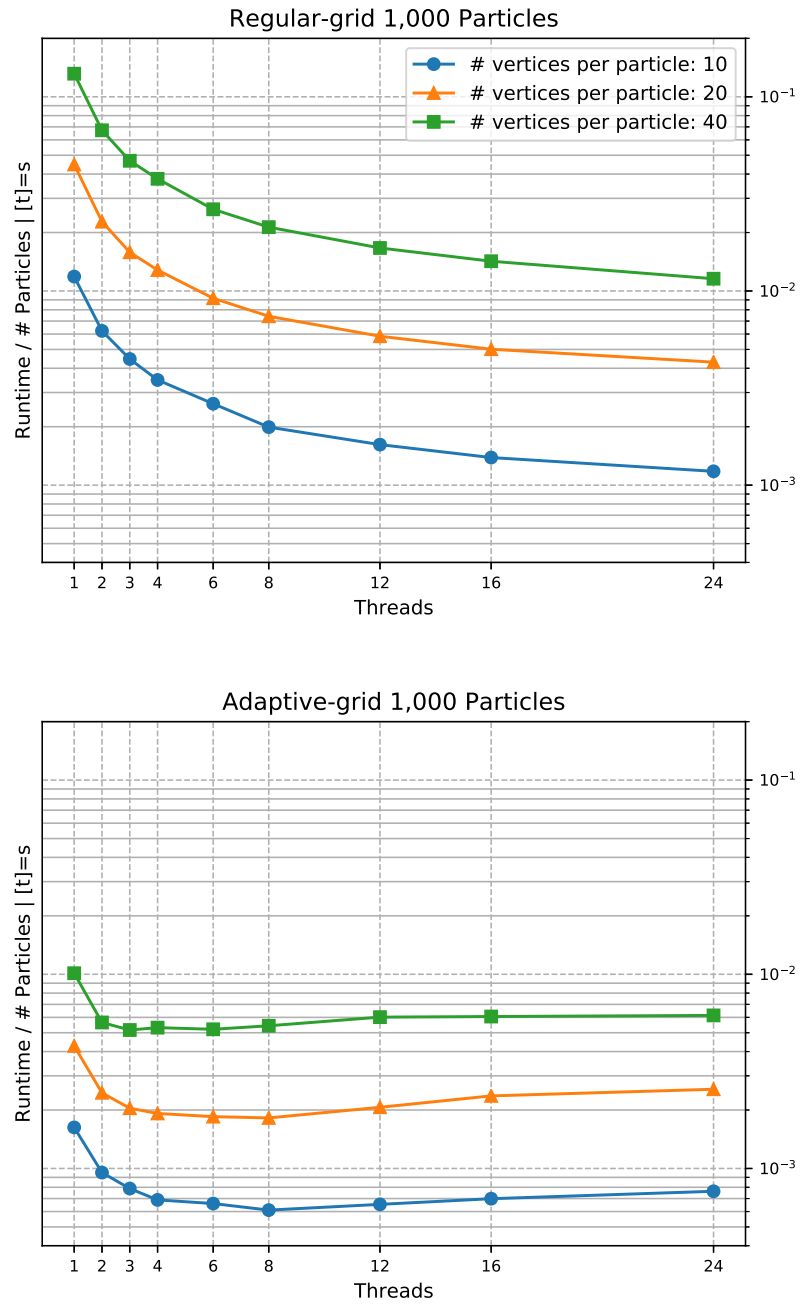 Regular-grid 1,000 Particles
# vertices per particle: 10
# vertices per particle: 20
# vertices per particle: 40
10⁻¹
10⁻²
10⁻³
Runtime / # Particles | [t]=s
1 2 3 4 6 8 12 16 24
Threads
Adaptive-grid 1,000 Particles
10⁻¹
10⁻²
10⁻³
Runtime / # Particles | [t]=s
1 2 3 4 6 8 12 16 24
Threads